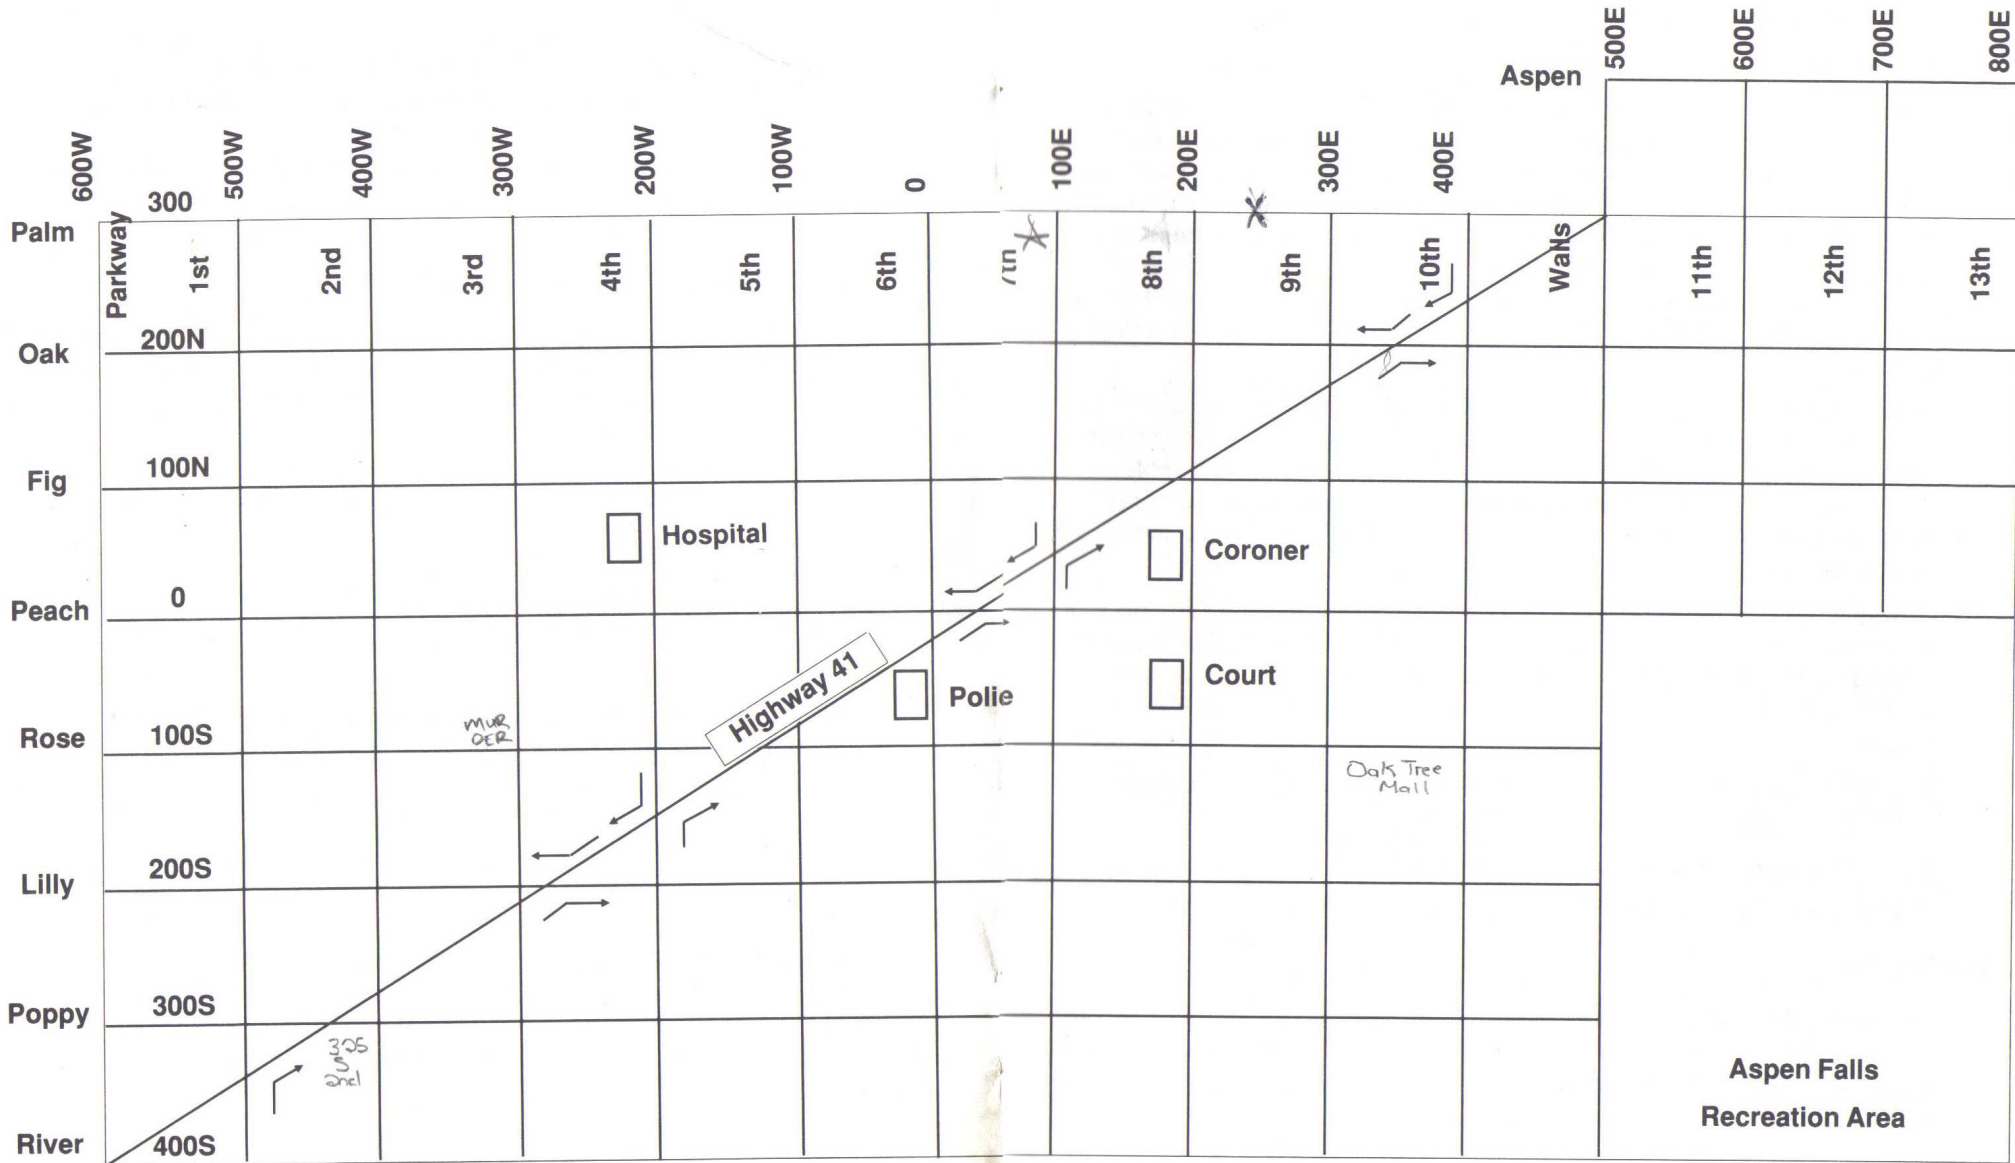 500E
600E
700E
800E
Aspen
600W
500W
400W
300W
200W
100W
0
100E
200E
300E
400E
300
Palm
Parkway
1st
2nd
3rd
4th
5th
6th
7th
8th
9th
10th
Walls
11th
12th
13th
Oak
200N
Fig
100N
Hospital
Coroner
Peach
0
Highway 41
Polie
Court
Rose
100S
MUR
DER
Oak Tree
Mall
Lilly
200S
Poppy
300S
325
S
2nd
Aspen Falls
Recreation Area
River
400S